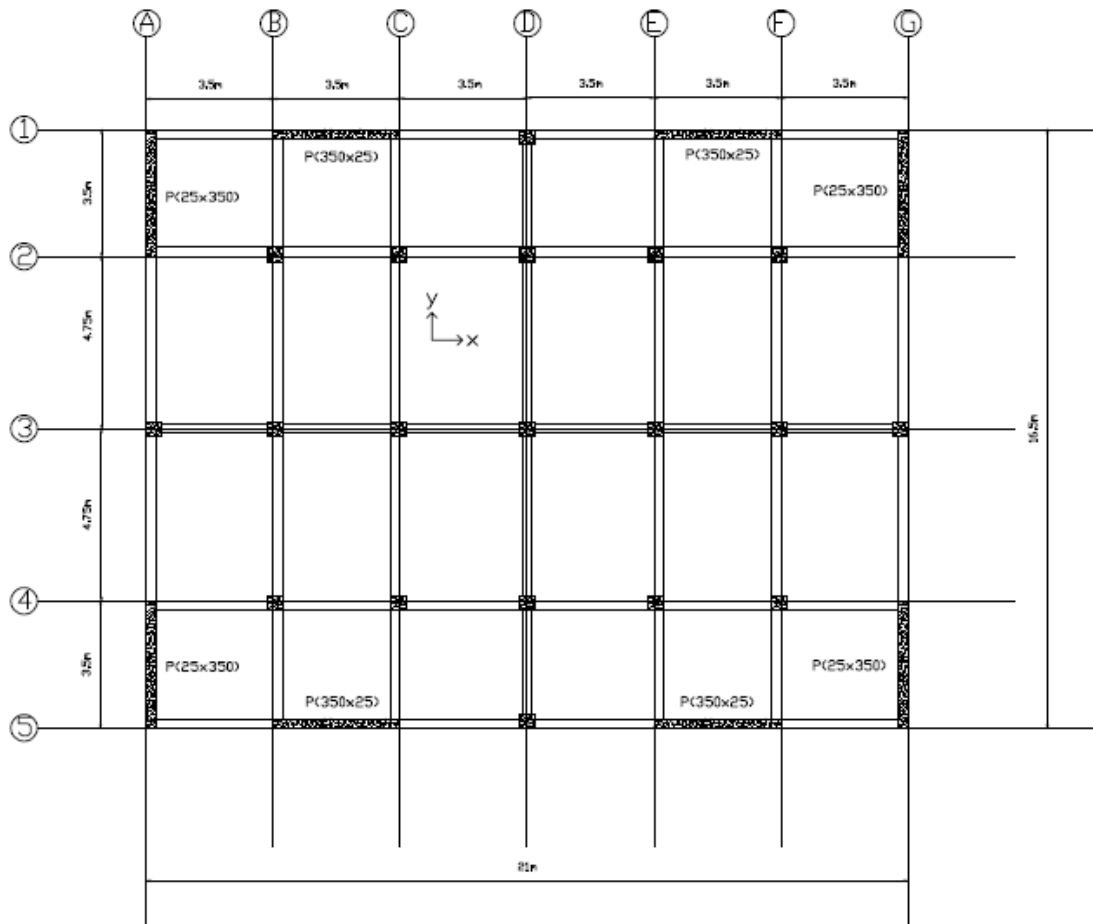 A B C D E F G
3.5m 3.5m 3.5m 3.5m 3.5m 3.5m
1
P(350x25) P(350x25)
3.5m P(25x350) P(25x350)
2
y
4.75m x
3
16.5m
4.75m
4
3.5m P(25x350) P(25x350)
P(350x25) P(350x25)
5
21m